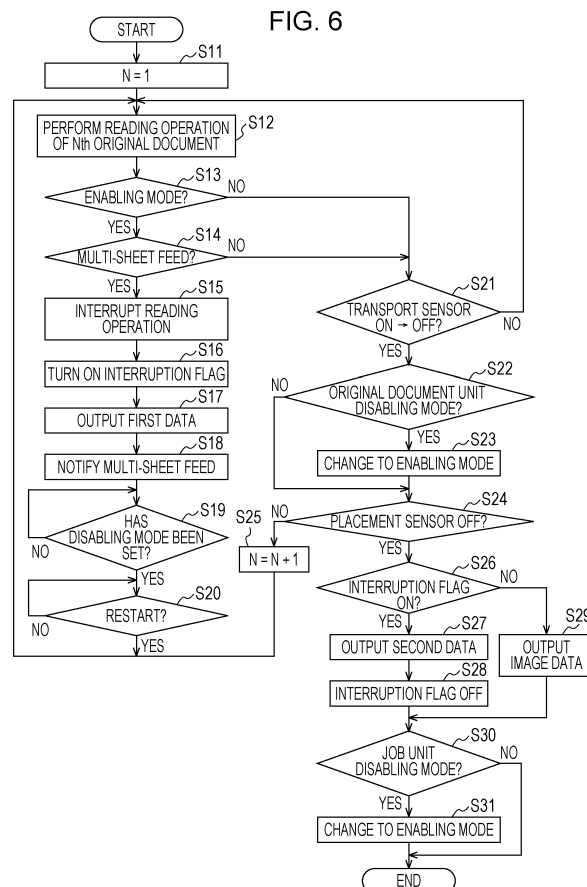 FIG. 6
START
S11
N = 1
S12
PERFORM READING OPERATION
OF Nth ORIGINAL DOCUMENT
S13
ENABLING MODE?
NO
YES
S14
MULTI-SHEET FEED?
NO
YES
S15
INTERRUPT READING
OPERATION
S16
TURN ON INTERRUPTION FLAG
S17
OUTPUT FIRST DATA
S18
NOTIFY MULTI-SHEET FEED
S19
HAS
DISABLING MODE BEEN
SET?
NO
YES
S20
RESTART?
NO
YES
S21
TRANSPORT SENSOR
ON → OFF?
NO
YES
S22
ORIGINAL DOCUMENT UNIT
DISABLING MODE?
NO
YES
S23
CHANGE TO ENABLING MODE
S24
PLACEMENT SENSOR OFF?
NO
YES
S25
N = N + 1
S26
INTERRUPTION FLAG
ON?
NO
YES
S27
OUTPUT SECOND DATA
S28
INTERRUPTION FLAG OFF
S29
OUTPUT
IMAGE DATA
S30
JOB UNIT
DISABLING MODE?
NO
YES
S31
CHANGE TO ENABLING MODE
END